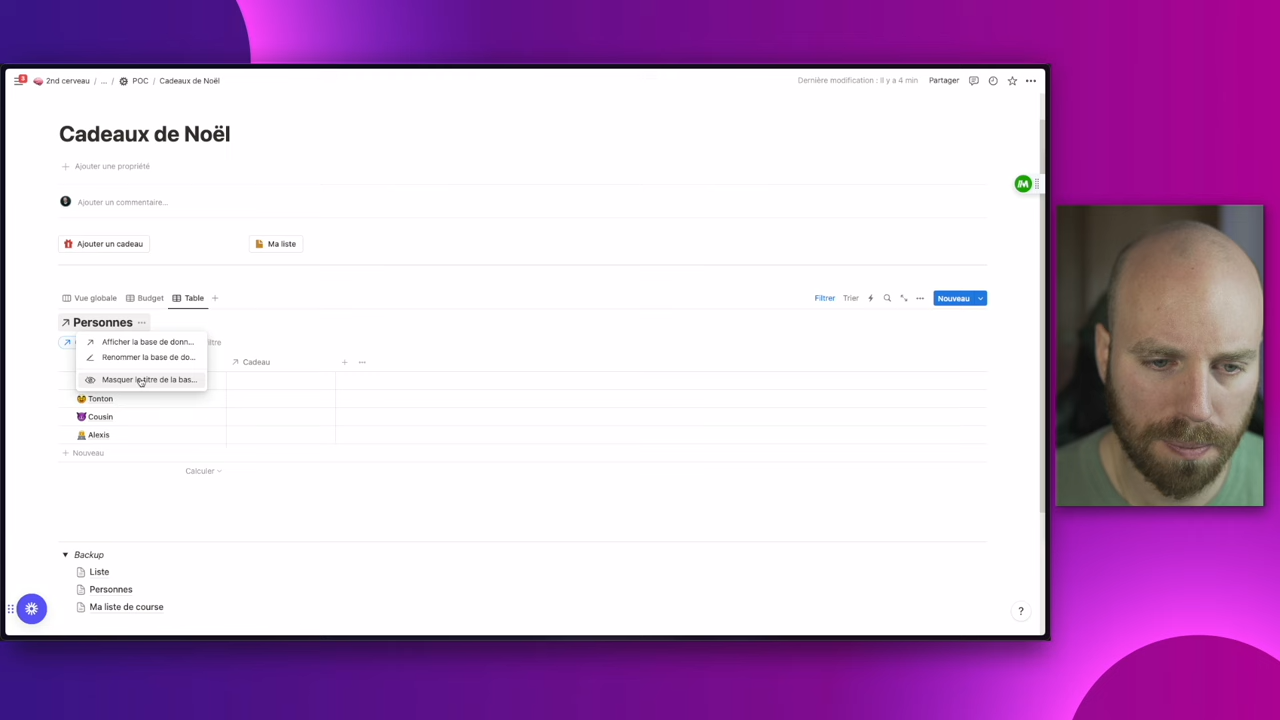 3
2nd cerveau / ... / POC / Cadeaux de Noël
Dernière modification : Il y a 4 min Partager
Cadeaux de Noël
Ajouter une propriété
Ajouter un commentaire...
Ajouter un cadeau Ma liste
Vue globale Budget Table Filtrer Trier Nouveau
Personnes
Afficher la base de donn...
Renommer la base de do...
Masquer le titre de la bas...
filtre
Cadeau
Tonton
Cousin
Alexis
Nouveau
Calculer
Backup
Liste
Personnes
Ma liste de course
?